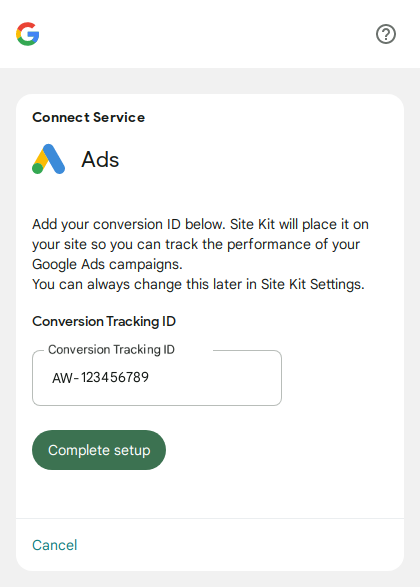 Connect Service
Ads
Add your conversion ID below. Site Kit will place it on
your site so you can track the performance of your
Google Ads campaigns.
You can always change this later in Site Kit Settings.
Conversion Tracking ID
Conversion Tracking ID
AW-123456789
Complete setup
Cancel